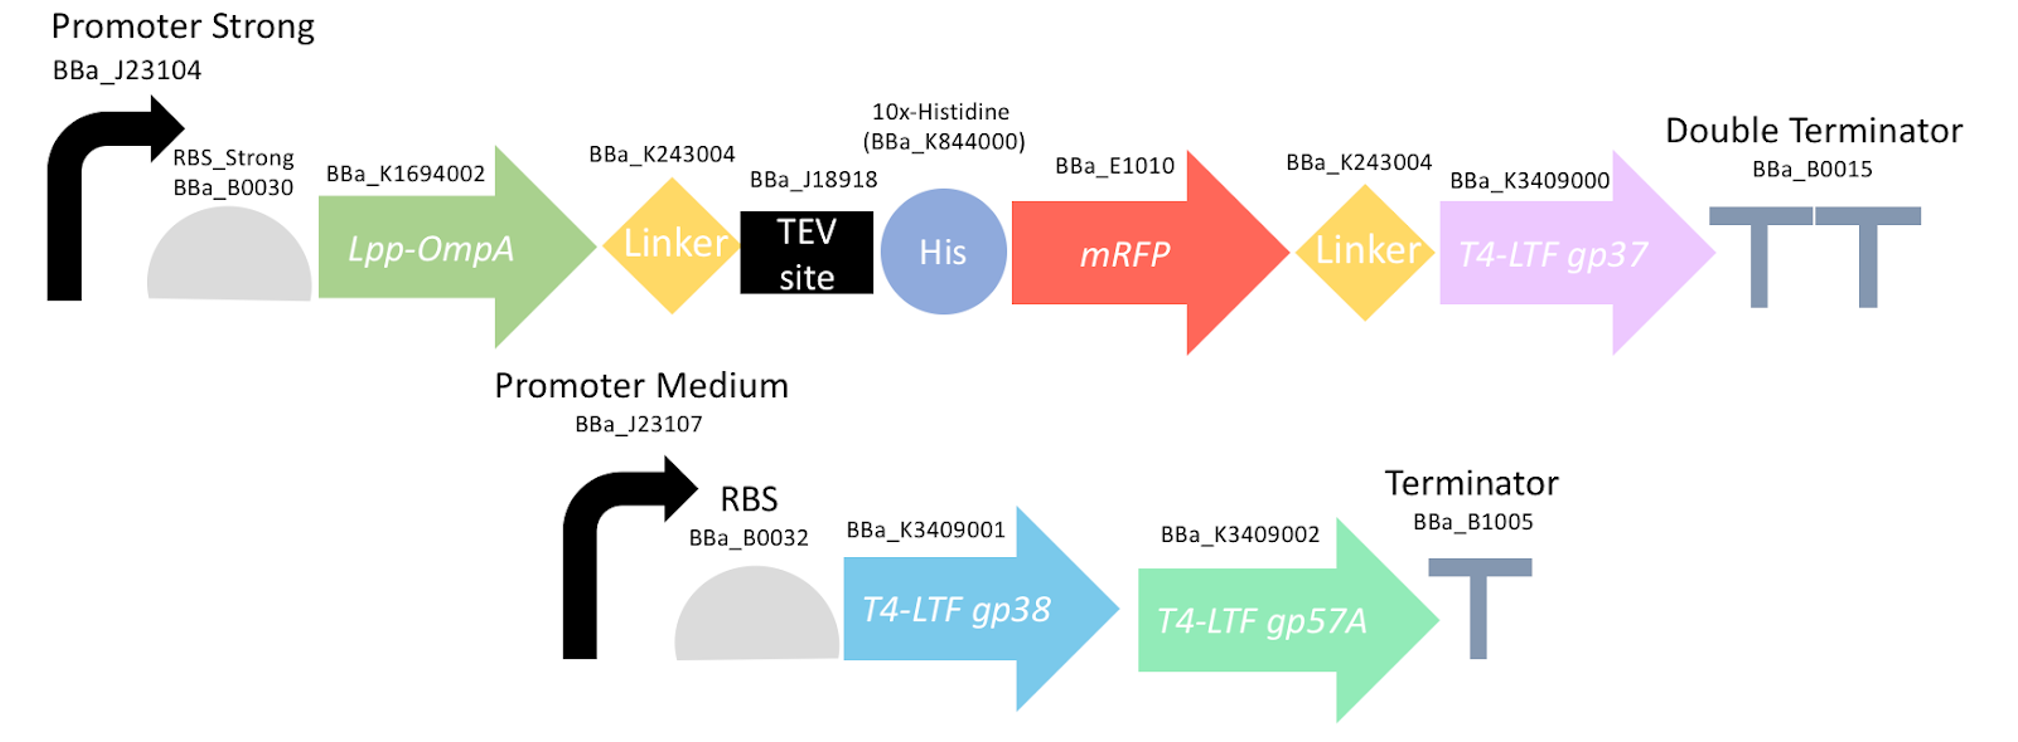 Promoter Strong
BBa_J23104
RBS_Strong
BBa_B0030
BBa_K1694002
Lpp-OmpA
BBa_K243004
Linker
BBa_J18918
TEV
site
10x-Histidine
(BBa_K844000)
His
BBa_E1010
mRFP
BBa_K243004
Linker
BBa_K3409000
T4-LTF gp37
Double Terminator
BBa_B0015
TT
Promoter Medium
BBa_J23107
RBS
BBa_B0032
BBa_K3409001
T4-LTF gp38
BBa_K3409002
T4-LTF gp57A
Terminator
BBa_B1005
T